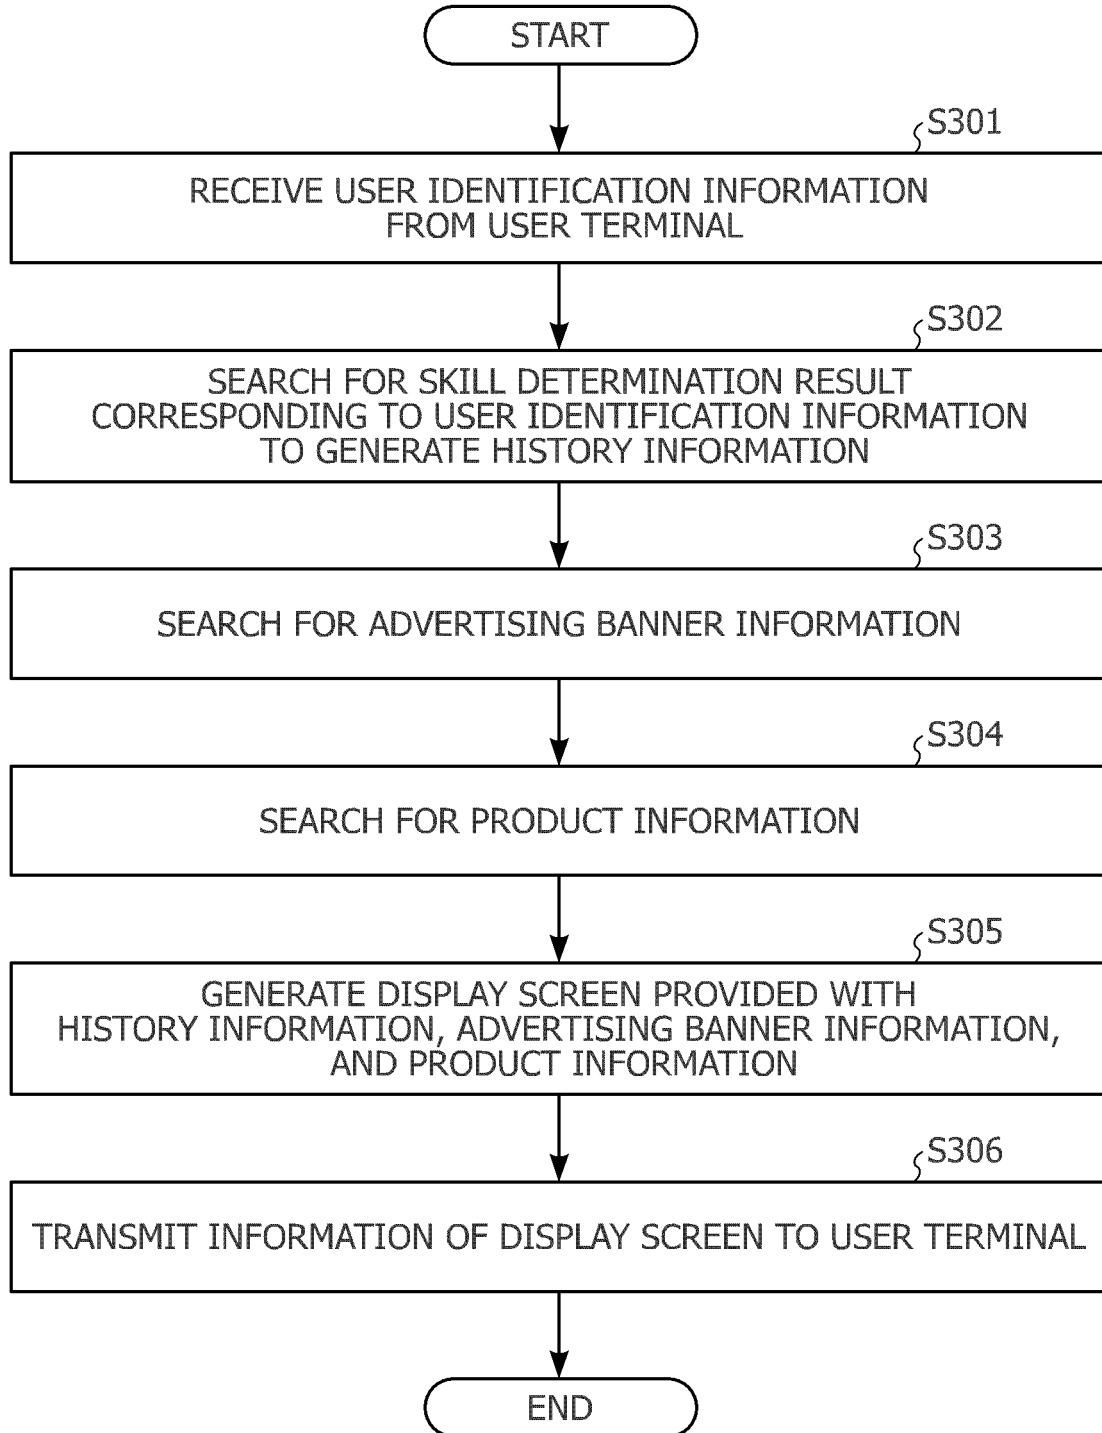 START
S301
RECEIVE USER IDENTIFICATION INFORMATION
FROM USER TERMINAL
S302
SEARCH FOR SKILL DETERMINATION RESULT
CORRESPONDING TO USER IDENTIFICATION INFORMATION
TO GENERATE HISTORY INFORMATION
S303
SEARCH FOR ADVERTISING BANNER INFORMATION
S304
SEARCH FOR PRODUCT INFORMATION
S305
GENERATE DISPLAY SCREEN PROVIDED WITH
HISTORY INFORMATION, ADVERTISING BANNER INFORMATION,
AND PRODUCT INFORMATION
S306
TRANSMIT INFORMATION OF DISPLAY SCREEN TO USER TERMINAL
END